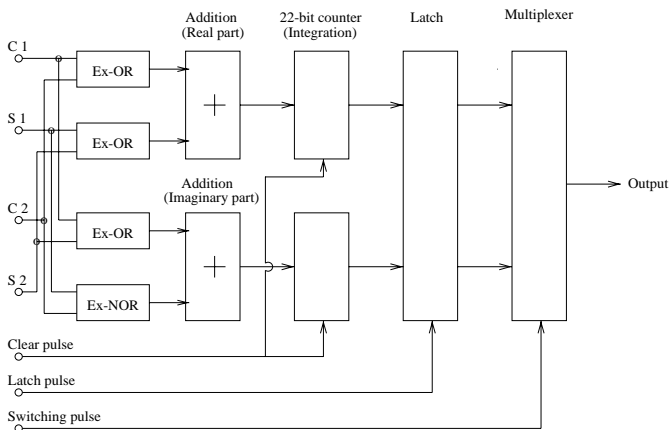 Addition
(Real part)
22-bit counter
(Integration)
Latch
Multiplexer
C 1
Ex-OR
S 1
Ex-OR
Output
Addition
(Imaginary part)
C 2
Ex-OR
S 2
Ex-NOR
Clear pulse
Latch pulse
Switching pulse